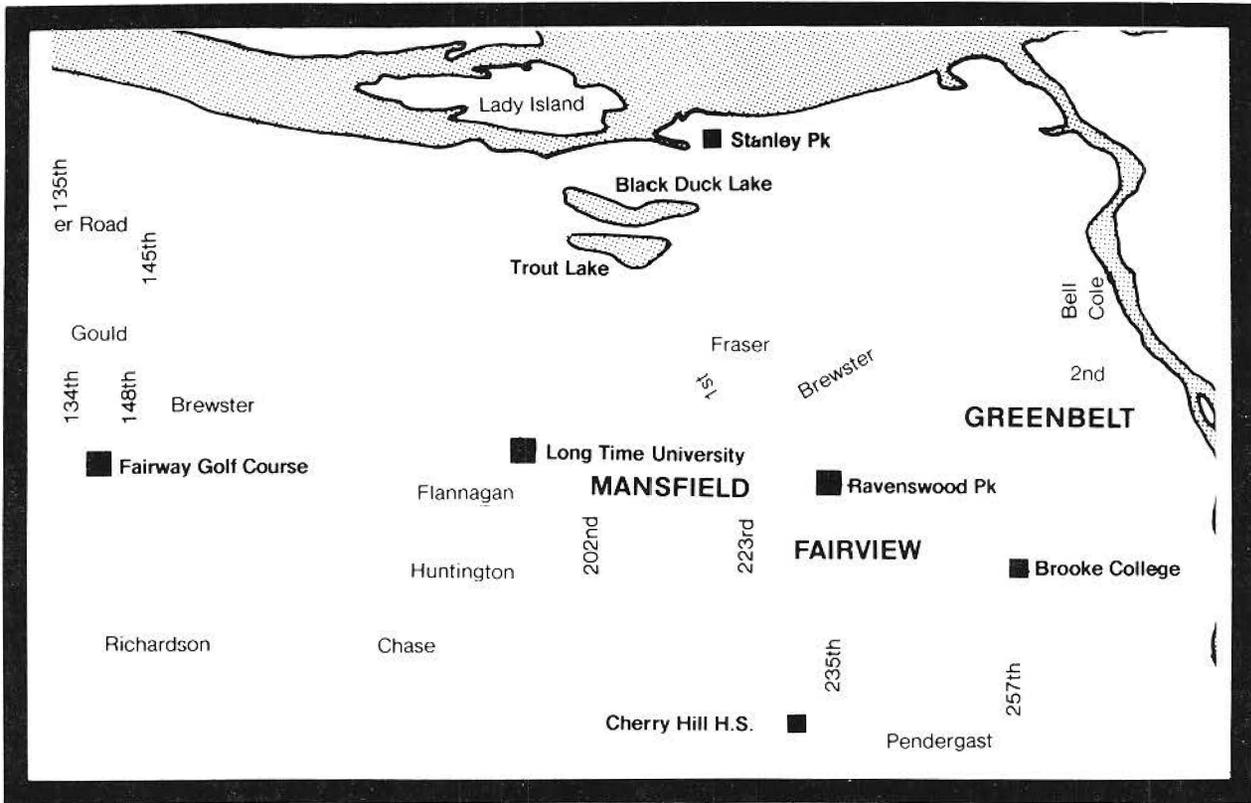 Lady Island
Stanley Pk
135th
Black Duck Lake
er Road
145th
Trout Lake
Bell
Cole
Gould
Fraser
1st
Brewster
2nd
134th
148th
Brewster
GREENBELT
Fairway Golf Course
Long Time University
Flannagan
MANSFIELD
Ravenswood Pk
202nd
223rd
FAIRVIEW
Huntington
Brooke College
Richardson
Chase
235th
257th
Cherry Hill H.S.
Pendergast